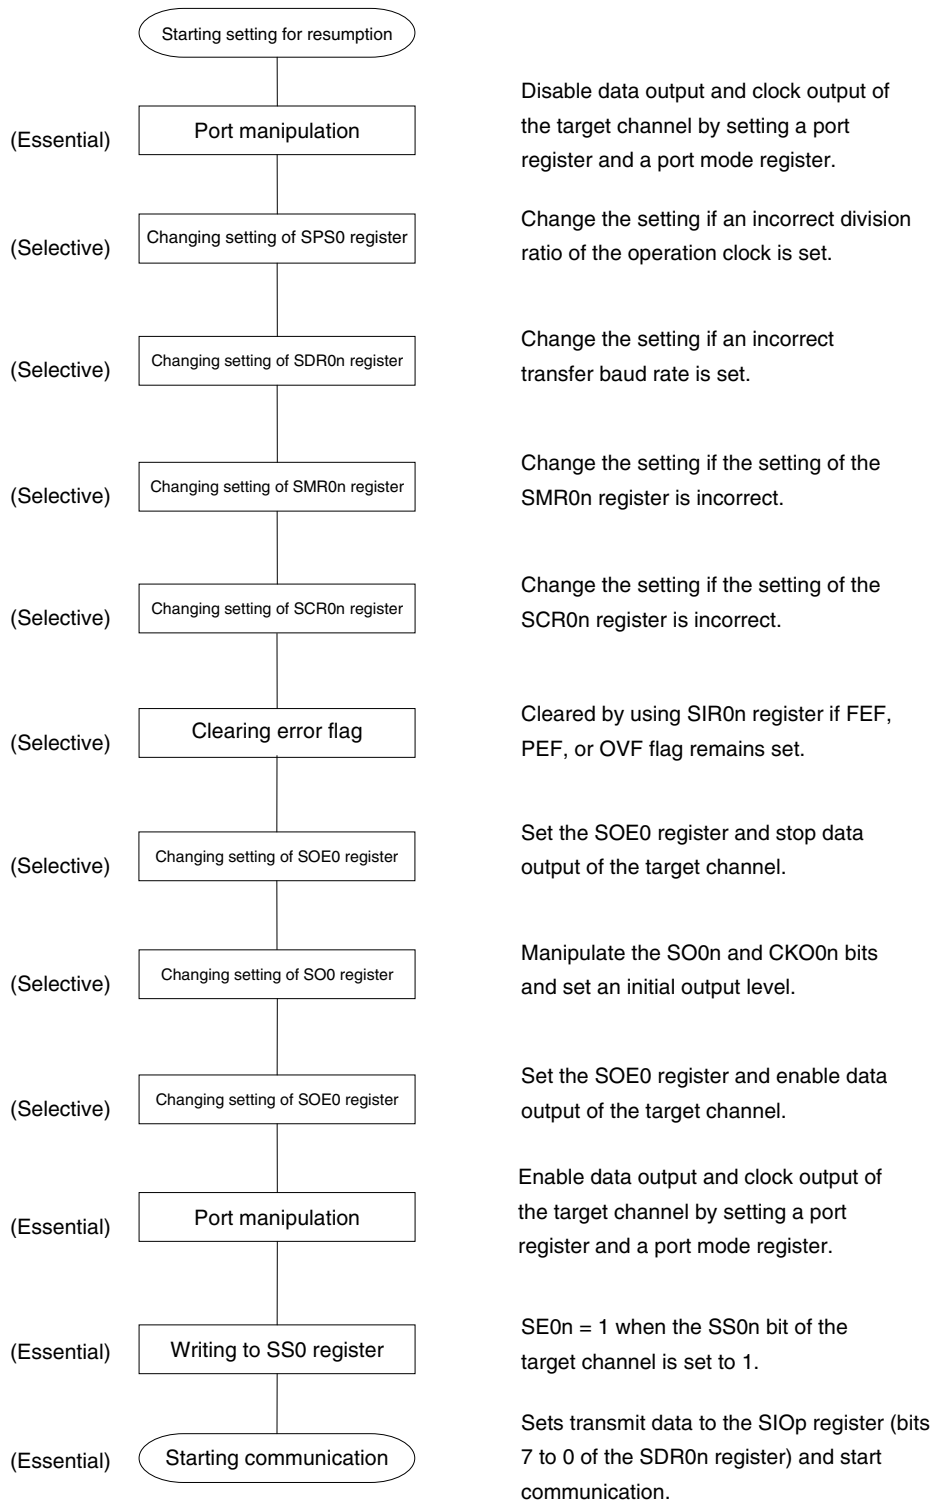 Starting setting for resumption
(Essential)
Port manipulation
Disable data output and clock output of
the target channel by setting a port
register and a port mode register.
(Selective)
Changing setting of SPS0 register
Change the setting if an incorrect division
ratio of the operation clock is set.
(Selective)
Changing setting of SDR0n register
Change the setting if an incorrect
transfer baud rate is set.
(Selective)
Changing setting of SMR0n register
Change the setting if the setting of the
SMR0n register is incorrect.
(Selective)
Changing setting of SCR0n register
Change the setting if the setting of the
SCR0n register is incorrect.
(Selective)
Clearing error flag
Cleared by using SIR0n register if FEF,
PEF, or OVF flag remains set.
(Selective)
Changing setting of SOE0 register
Set the SOE0 register and stop data
output of the target channel.
(Selective)
Changing setting of SO0 register
Manipulate the SO0n and CKO0n bits
and set an initial output level.
(Selective)
Changing setting of SOE0 register
Set the SOE0 register and enable data
output of the target channel.
(Essential)
Port manipulation
Enable data output and clock output of
the target channel by setting a port
register and a port mode register.
(Essential)
Writing to SS0 register
SE0n = 1 when the SS0n bit of the
target channel is set to 1.
(Essential)
Starting communication
Sets transmit data to the SIOp register (bits
7 to 0 of the SDR0n register) and start
communication.